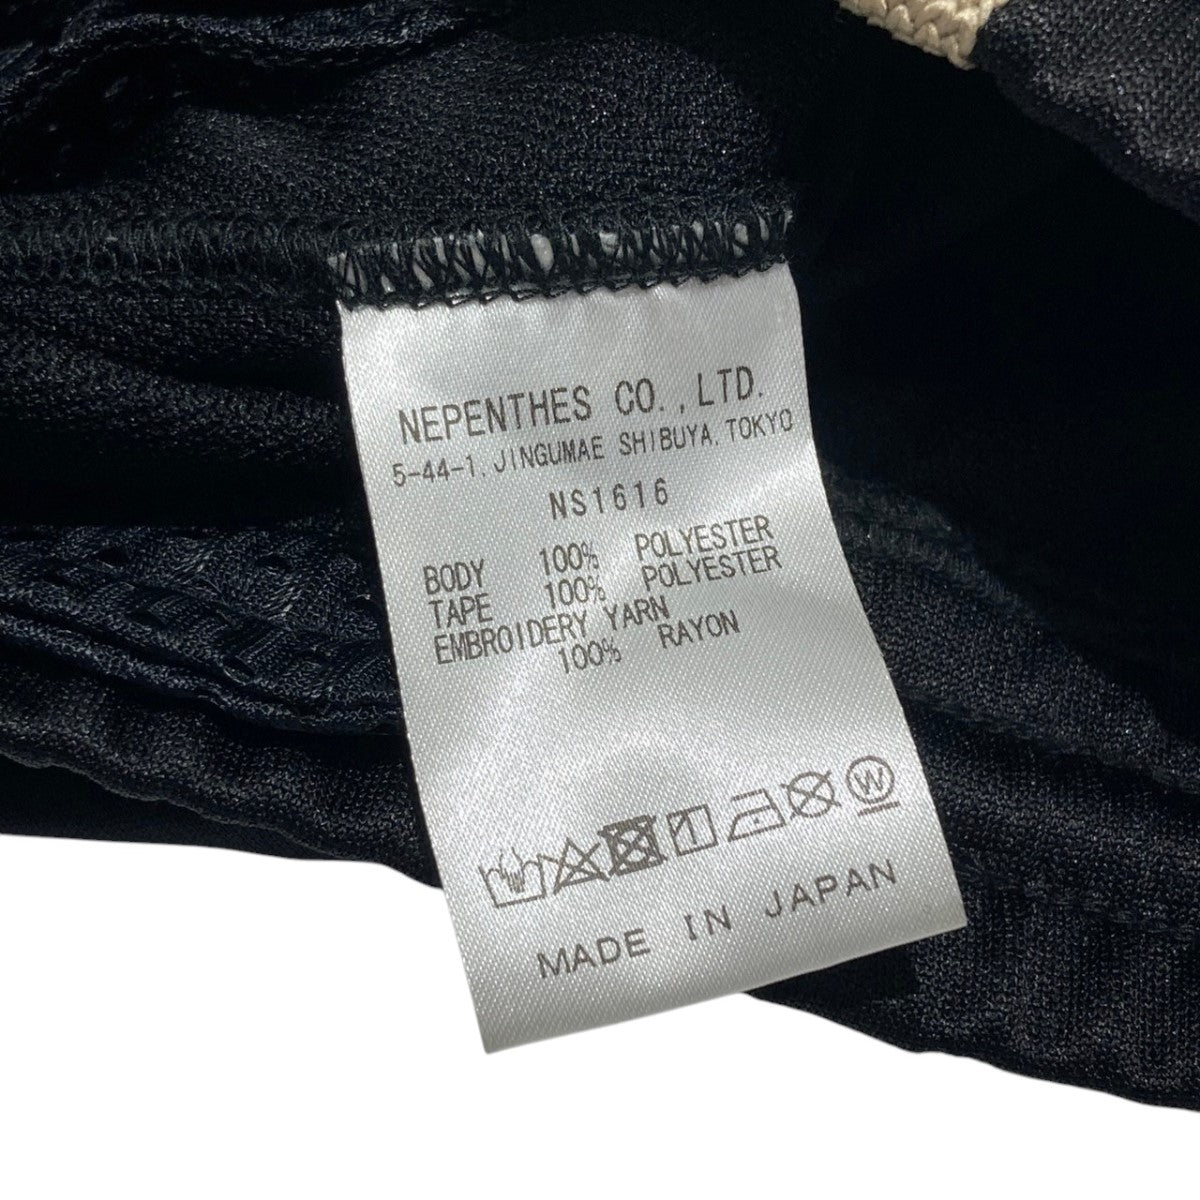 NEPENTHES CO.,LTD.
5-44-1,JINGUMAE SHIBUYA,TOKYO
NS1616
BODY 100% POLYESTER
TAPE 100% POLYESTER
EMBROIDERY YARN
100% RAYON
W
MADE IN JAPAN